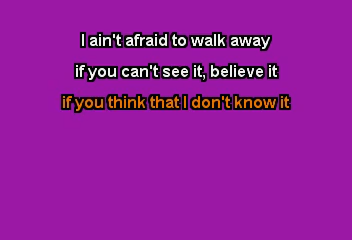 I ain't afraid to walk away
if you can't see it, believe it
if you think that I don't know it